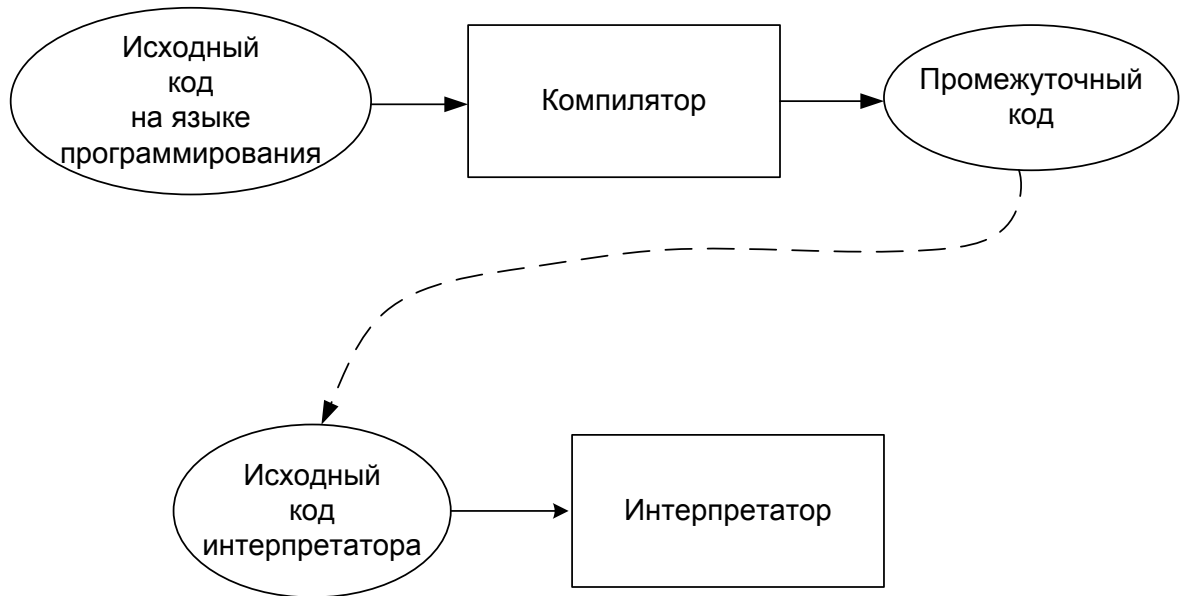 Исходный
код
на языке
программирования
Компилятор
Промежуточный
код
Исходный
код
интерпретатора
Интерпретатор